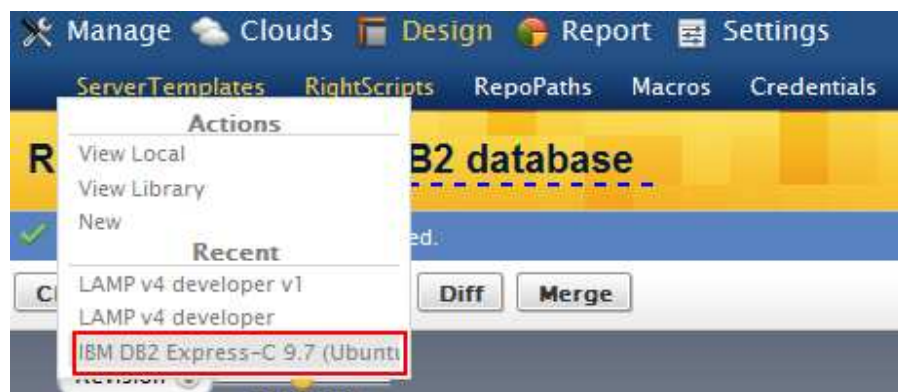 Manage Clouds Design Report Settings
ServerTemplates RightScripts RepoPaths Macros Credentials
Actions
View Local
View Library
New
Recent
LAMP v4 developer v1
LAMP v4 developer
IBM DB2 Express-C 9.7 (Ubuntu
R B2 database
ed.
Diff Merge
Revision